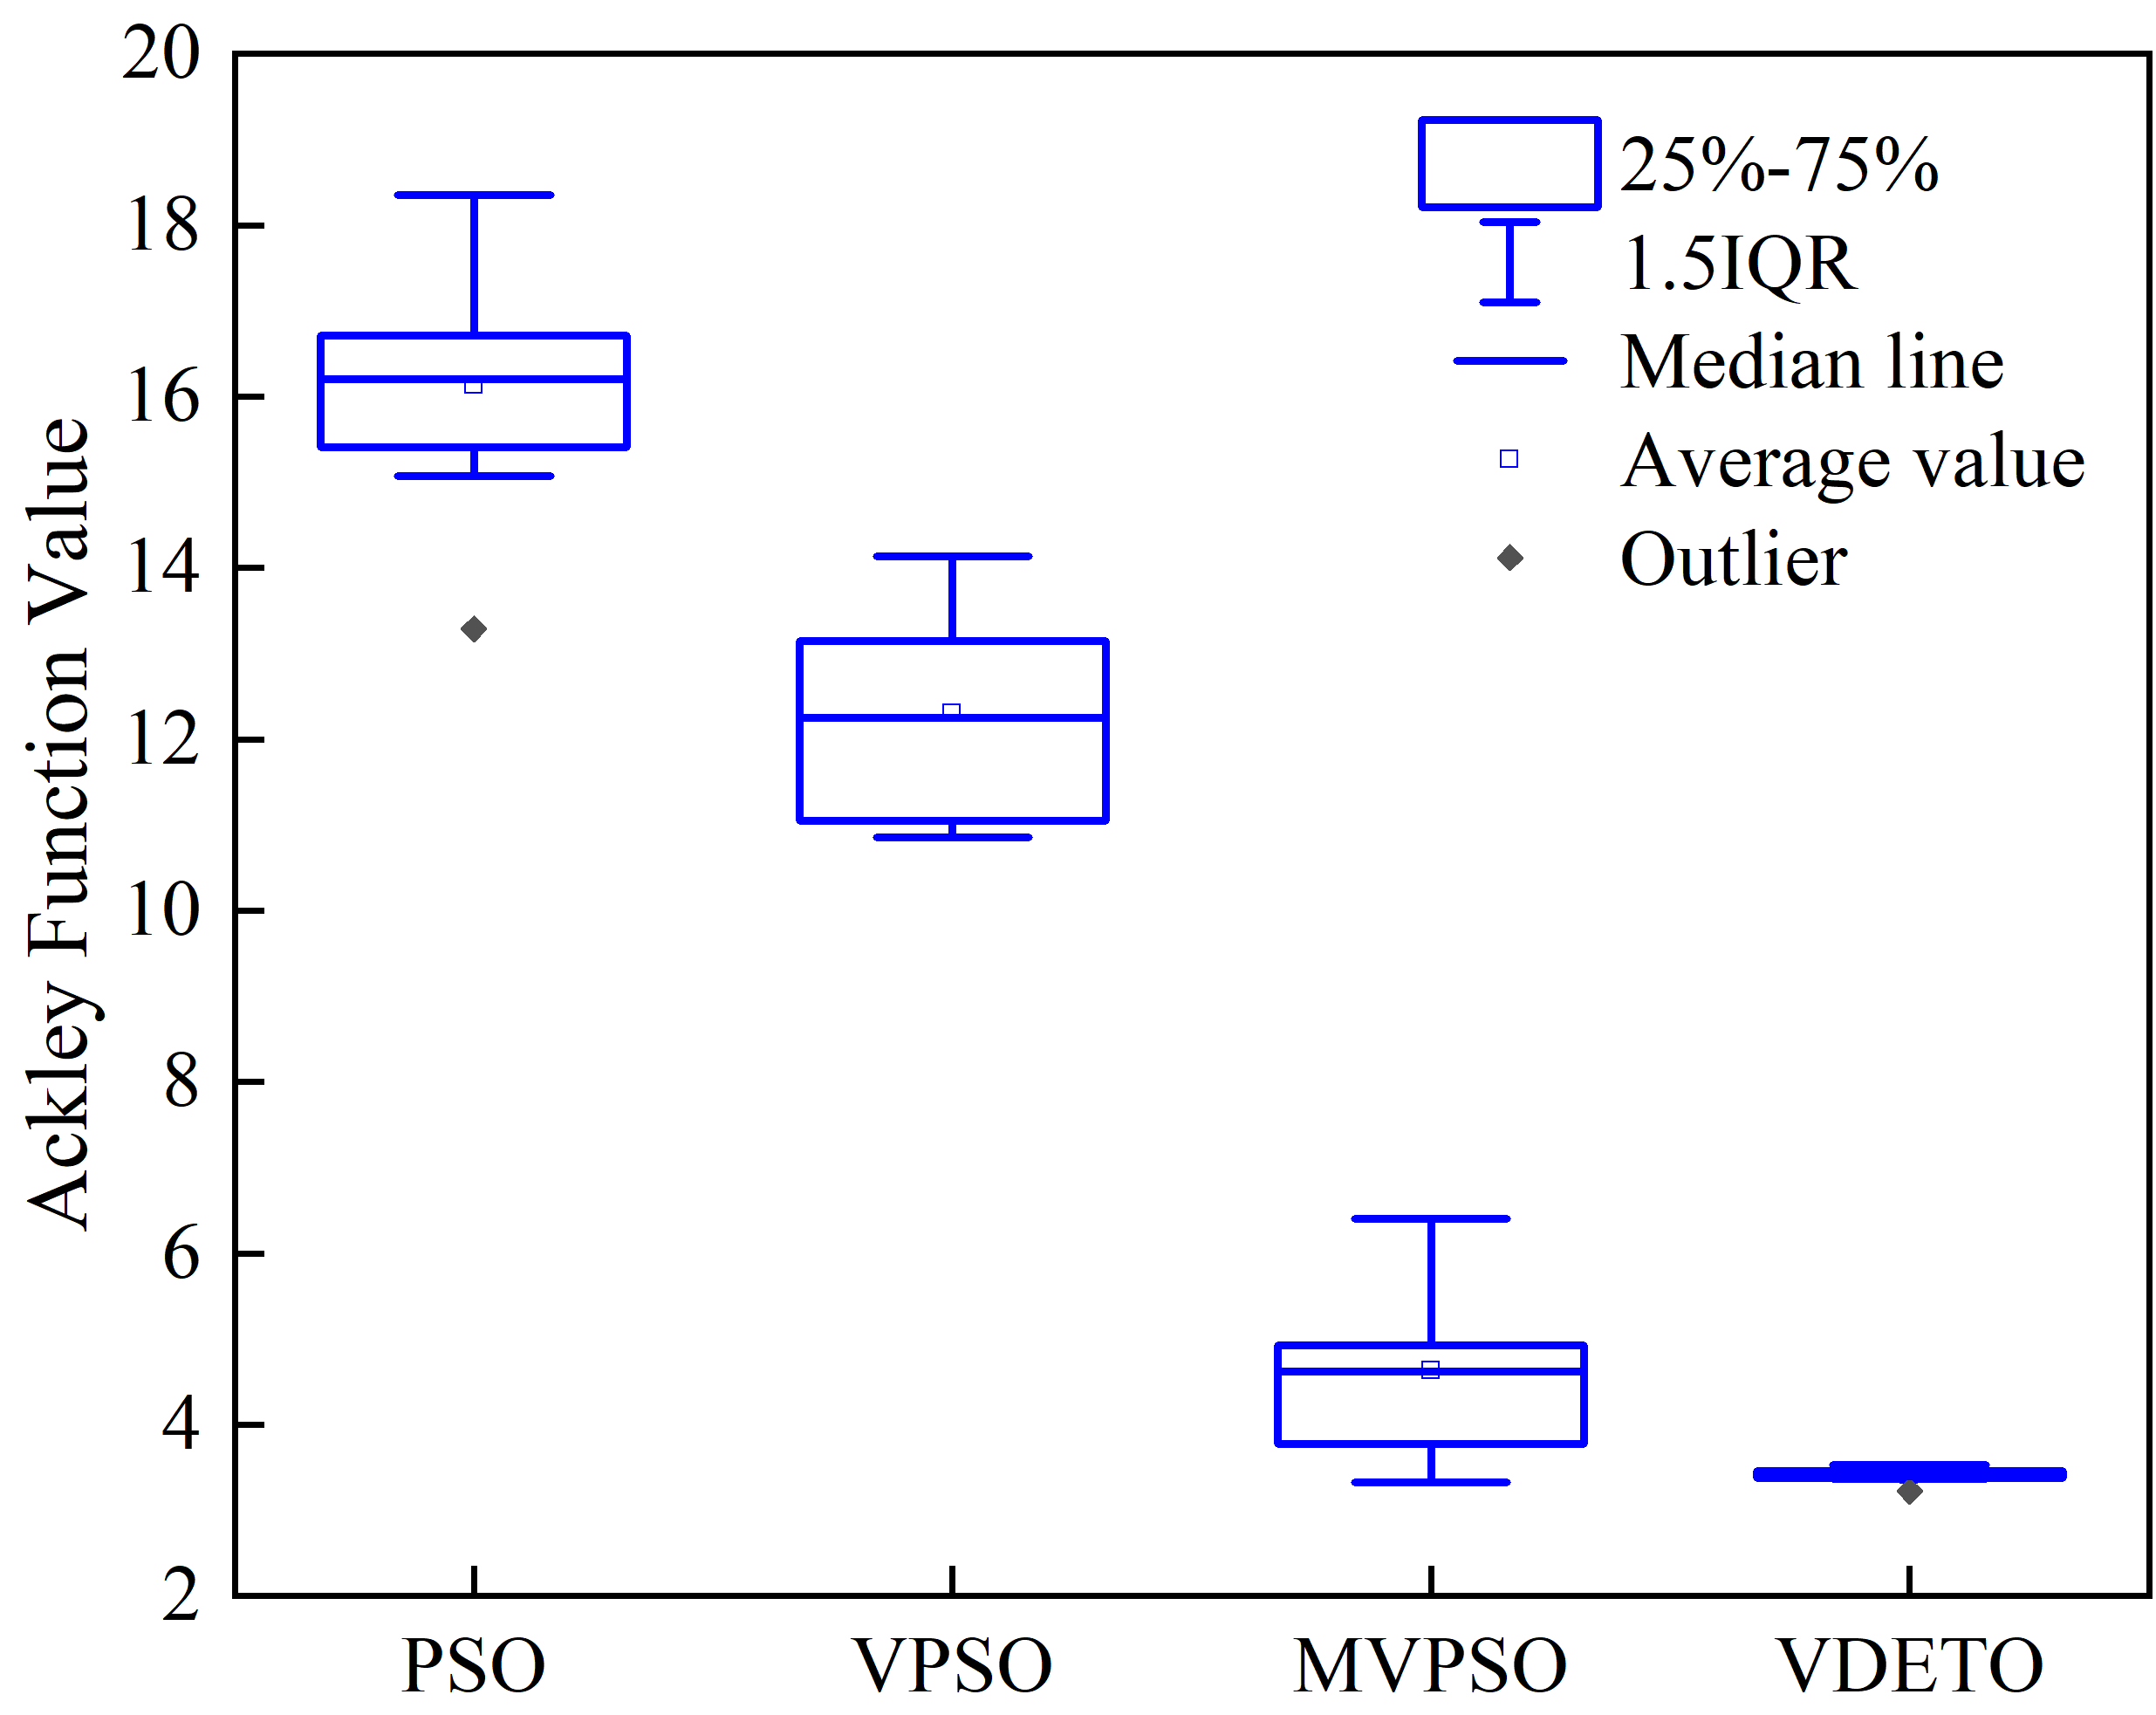 Ackley Function Value
20
18
16
14
12
10
8
6
4
2
25%-75%
1.5IQR
Median line
Average value
Outlier
PSO VPSO MVPSO VDETO